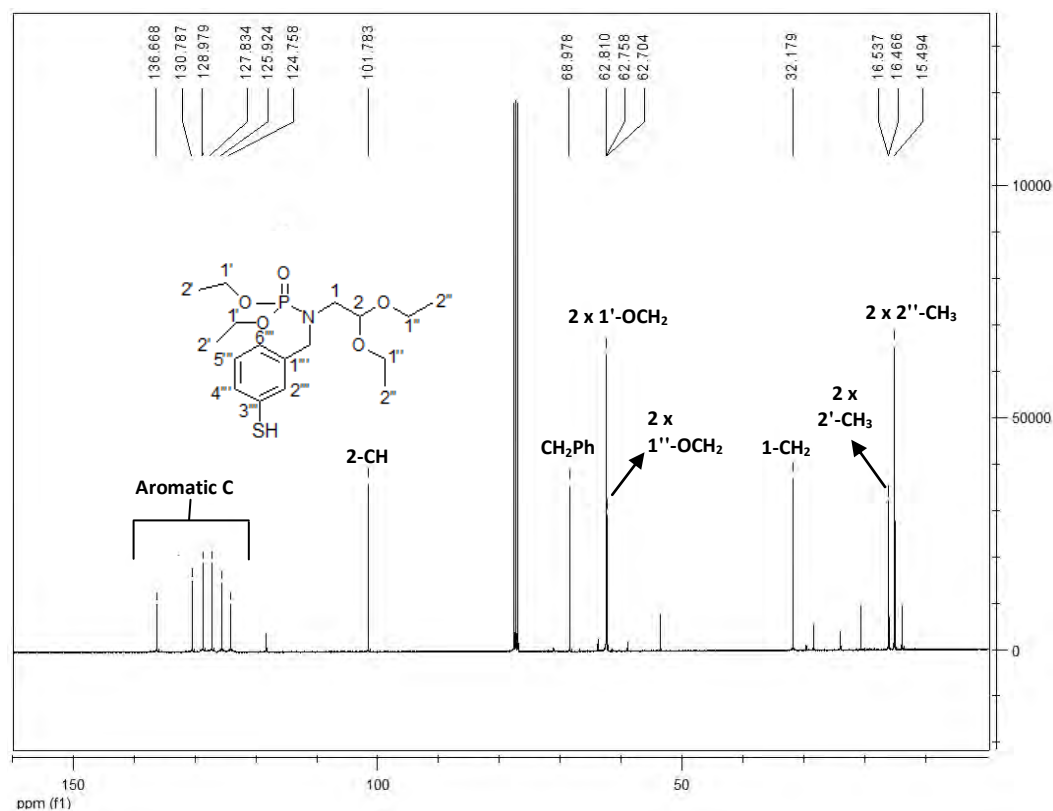 136.668
130.787
128.979
127.834
125.924
124.758
101.783
68.978
62.810
62.758
62.704
32.179
16.537
16.466
15.494
10000
1'
O
2'
O
P
1
2''
1'
O
N
2
O
1''
2'
6'''
O
1''
5'''
1'''
2''
4'''
2'''
3'''
SH
2 x 1'-OCH₂
2 x 2''-CH₃
2 x
2'-CH₃
50000
2 x
1''-OCH₂
2-CH
CH₂Ph
1-CH₂
Aromatic C
0
150
100
50
ppm (f1)